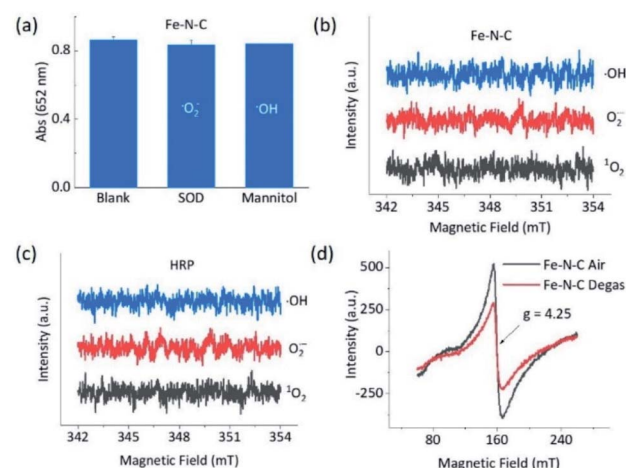 (a)
Fe-N-C
Abs (652 nm)
0.8
0.4
0.0
·O₂⁻
·OH
Blank
SOD
Mannitol
(b)
Fe-N-C
Intensity (a.u.)
·OH
O₂·⁻
¹O₂
342 345 348 351 354
Magnetic Field (mT)
(c)
HRP
Intensity (a.u.)
·OH
O₂·⁻
¹O₂
342 345 348 351 354
Magnetic Field (mT)
(d)
Intensity (a.u.)
500
250
0
-250
Fe-N-C Air
Fe-N-C Degas
g = 4.25
80 160 240
Magnetic Field (mT)